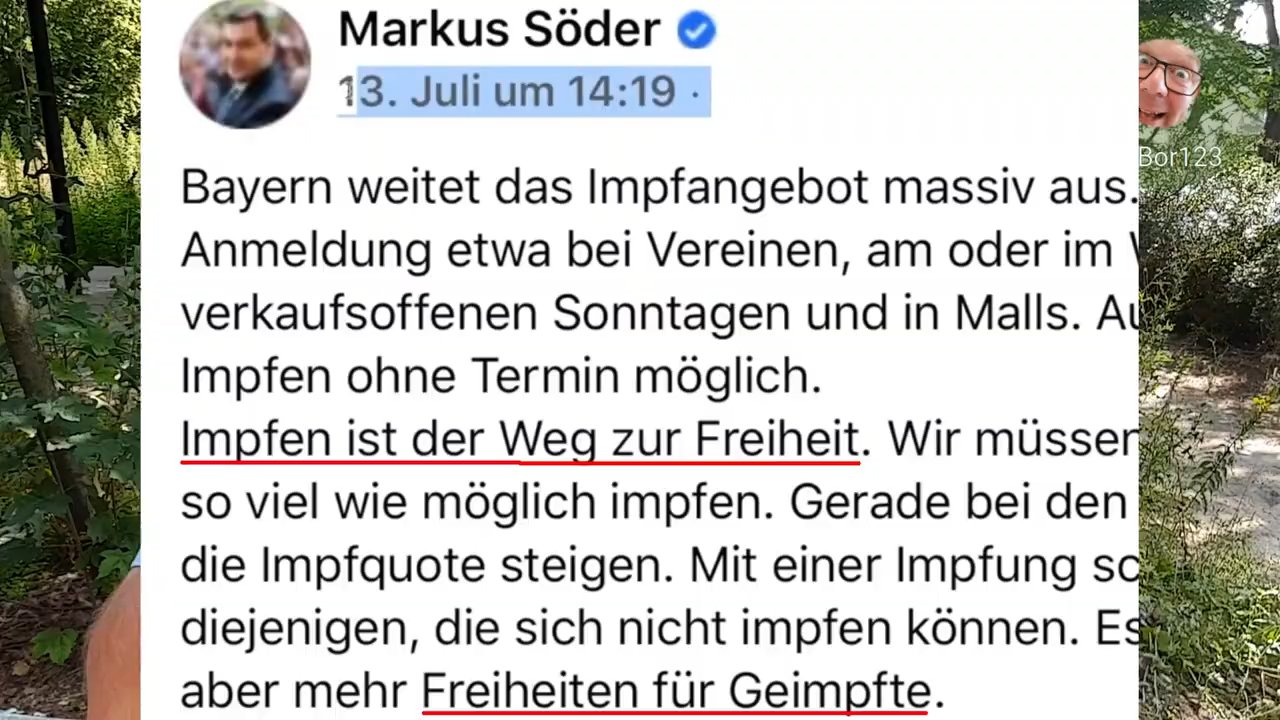 Markus Söder
13. Juli um 14:19 ·
Bayern weitet das Impfangebot massiv aus.
Anmeldung etwa bei Vereinen, am oder im
verkaufsoffenen Sonntagen und in Malls.
Impfen ohne Termin möglich.
Impfen ist der Weg zur Freiheit. Wir müssen
so viel wie möglich impfen. Gerade bei den
die Impfquote steigen. Mit einer Impfung
diejenigen, die sich nicht impfen können. Es
aber mehr Freiheiten für Geimpfte.
Bor123